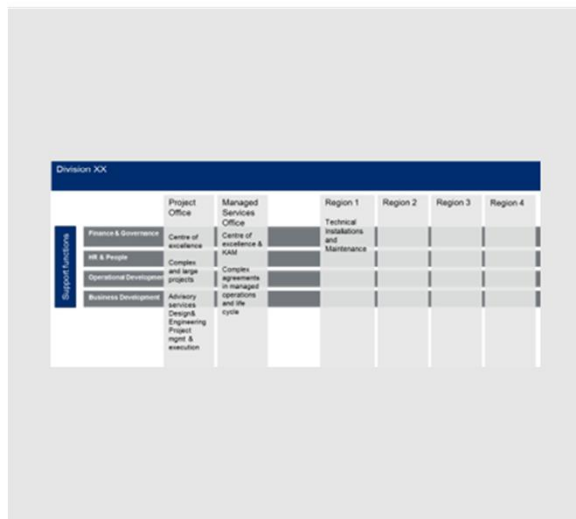 Division XX
Project
Office
Centre of
excellence
Complex
and large
projects
Advisory
services
Design&
Engineering
Project
mgmt &
execution
Managed
Services
Office
Centre of
excellence &
KAM
Complex
agreements
in managed
operations
and life
cycle
Region 1
Technical
Installations
and
Maintenance
Region 2
Region 3
Region 4
Support functions
Finance & Governance
HR & People
Operational Developmen
Business Development